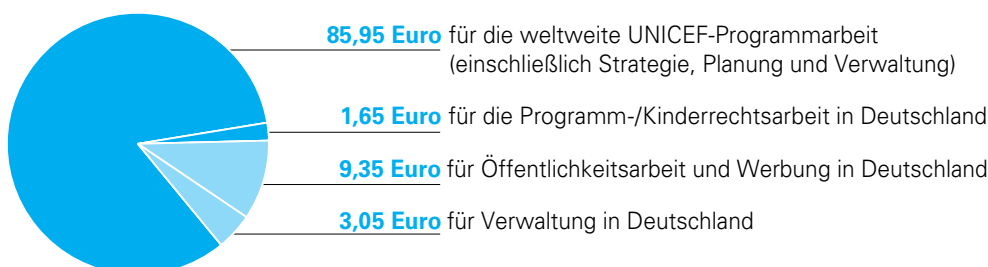 85,95 Euro für die weltweite UNICEF-Programmarbeit
(einschließlich Strategie, Planung und Verwaltung)
1,65 Euro für die Programm-/Kinderrechtsarbeit in Deutschland
9,35 Euro für Öffentlichkeitsarbeit und Werbung in Deutschland
3,05 Euro für Verwaltung in Deutschland